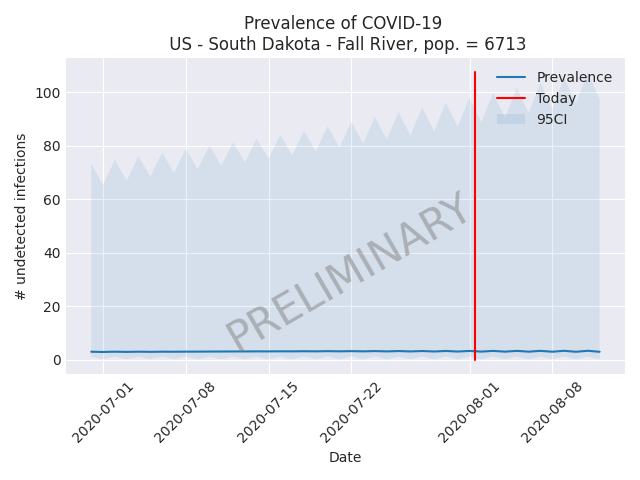 Prevalence of COVID-19
US - South Dakota - Fall River, pop. = 6713
# undetected infections
100
80
60
40
20
0
Prevalence
Today
95CI
PRELIMINARY
2020-07-01
2020-07-08
2020-07-15
2020-07-22
2020-08-01
2020-08-08
Date